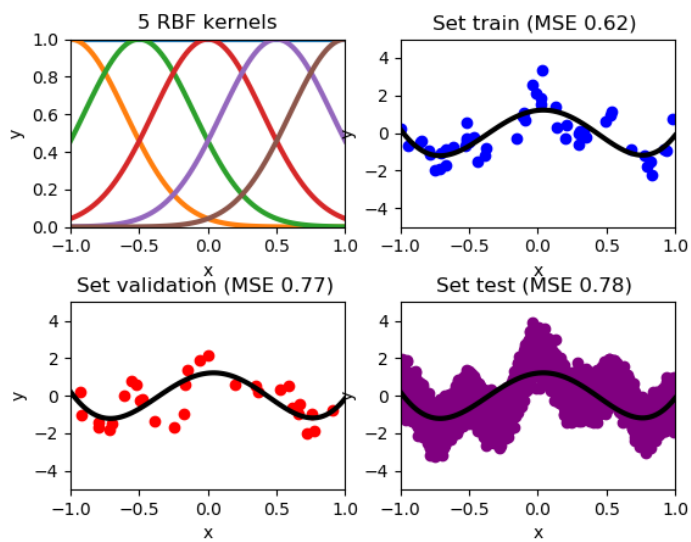 5 RBF kernels
1.0
0.8
0.6
0.4
0.2
0.0
y
-1.0 -0.5 0.0 0.5 1.0
x
Set train (MSE 0.62)
4
2
0
−2
−4
y
−1.0 −0.5 0.0 0.5 1.0
x
Set validation (MSE 0.77)
4
2
0
−2
−4
y
−1.0 −0.5 0.0 0.5 1.0
x
Set test (MSE 0.78)
4
2
0
−2
−4
y
−1.0 −0.5 0.0 0.5 1.0
x